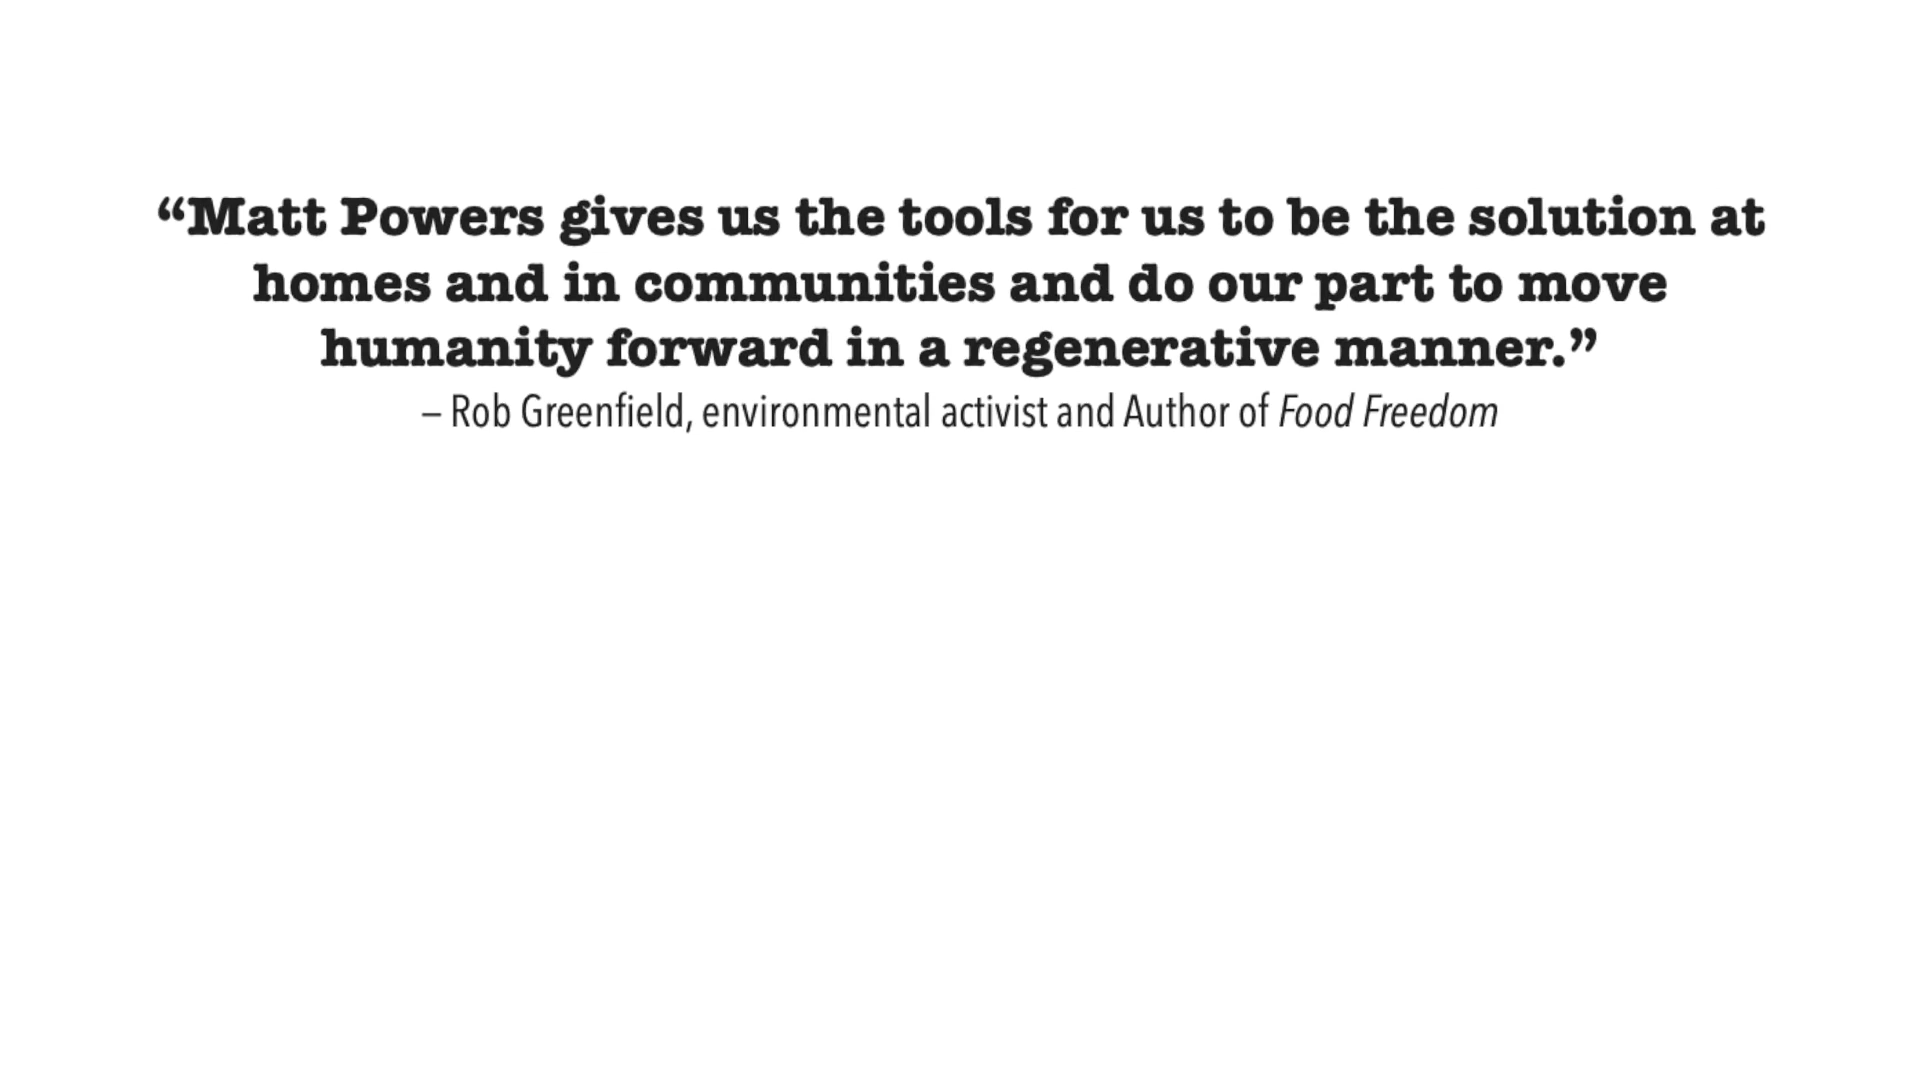 “Matt Powers gives us the tools for us to be the solution at
homes and in communities and do our part to move
humanity forward in a regenerative manner.”
– Rob Greenfield, environmental activist and Author of Food Freedom